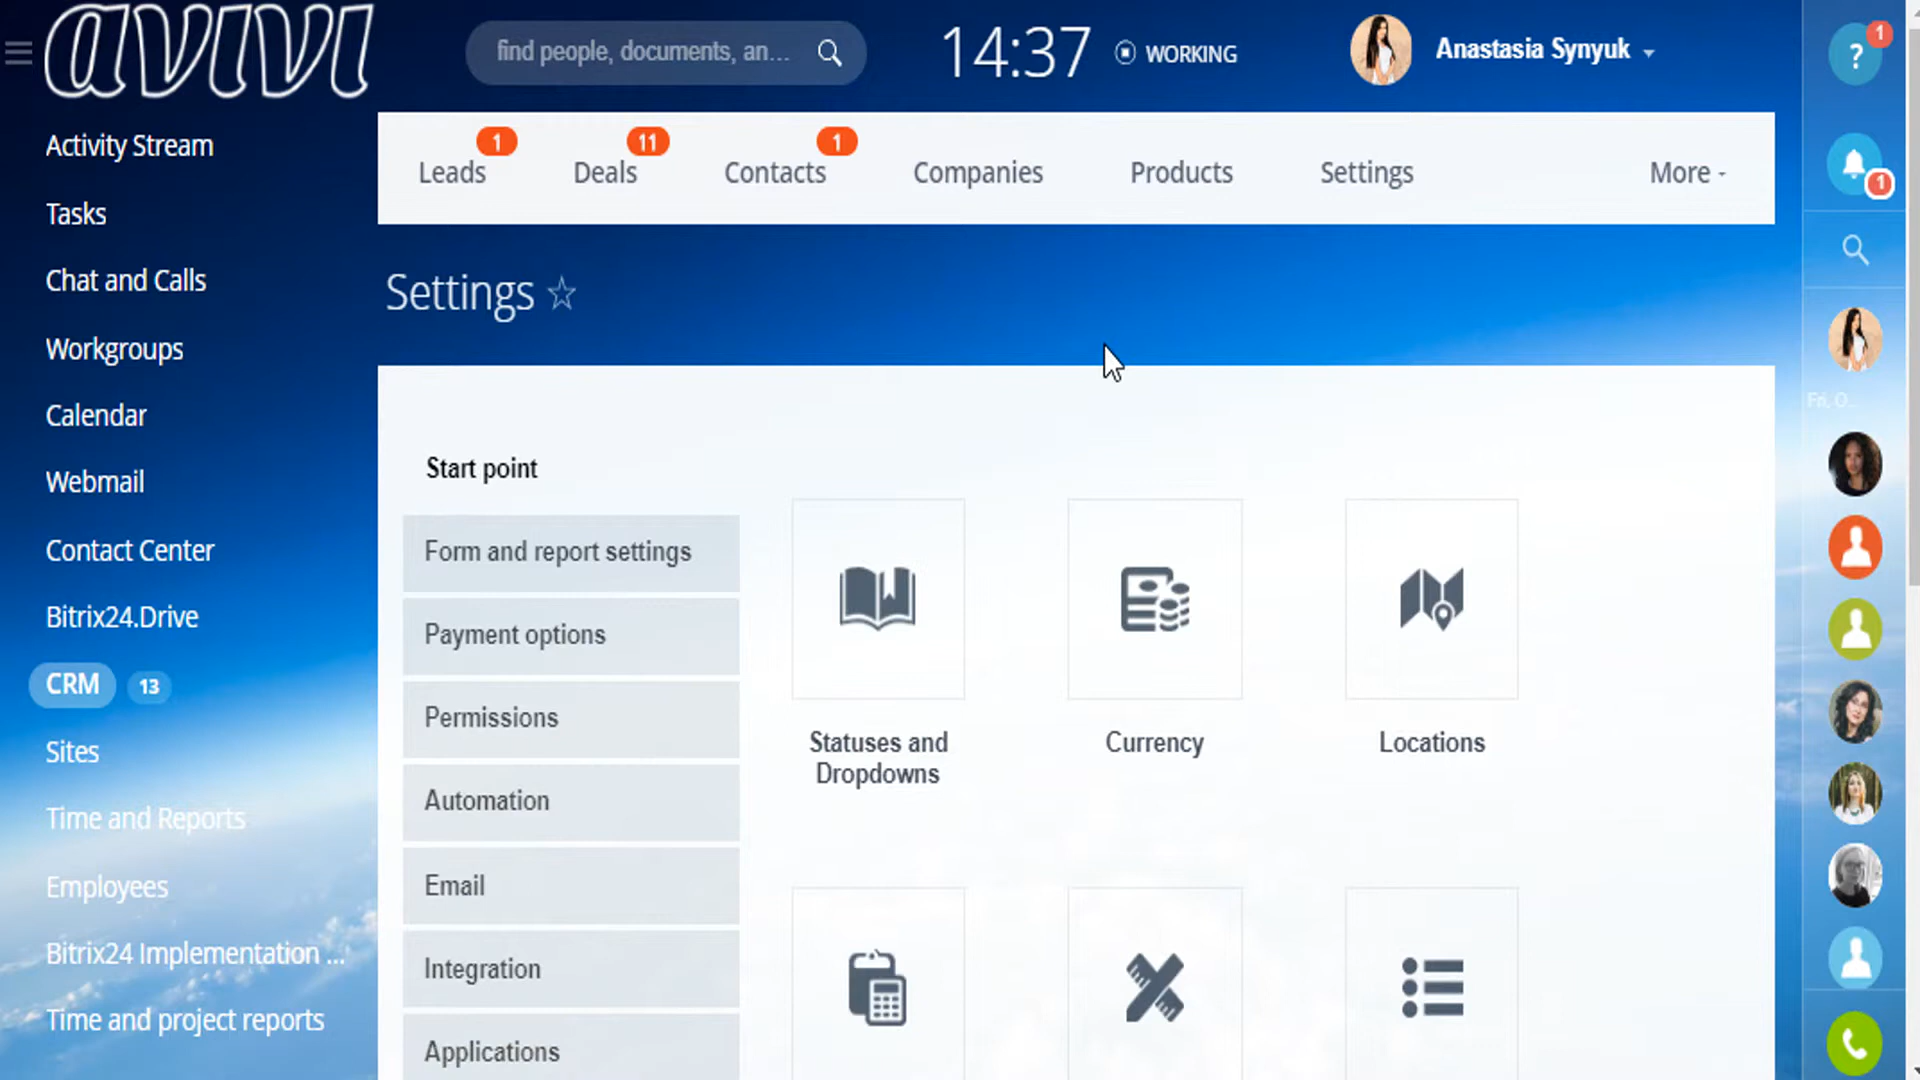 avivi
find people, documents, an...
14:37
WORKING
Anastasia Synyuk
1
1
Activity Stream
Tasks
Chat and Calls
Workgroups
Calendar
Webmail
Contact Center
Bitrix24.Drive
CRM 13
Sites
Time and Reports
Employees
Bitrix24 Implementation ...
Time and project reports
Leads 1
Deals 11
Contacts 1
Companies
Products
Settings
More
Settings
Start point
Form and report settings
Payment options
Permissions
Automation
Email
Integration
Applications
Statuses and
Dropdowns
Currency
Locations
?
Fri, O...